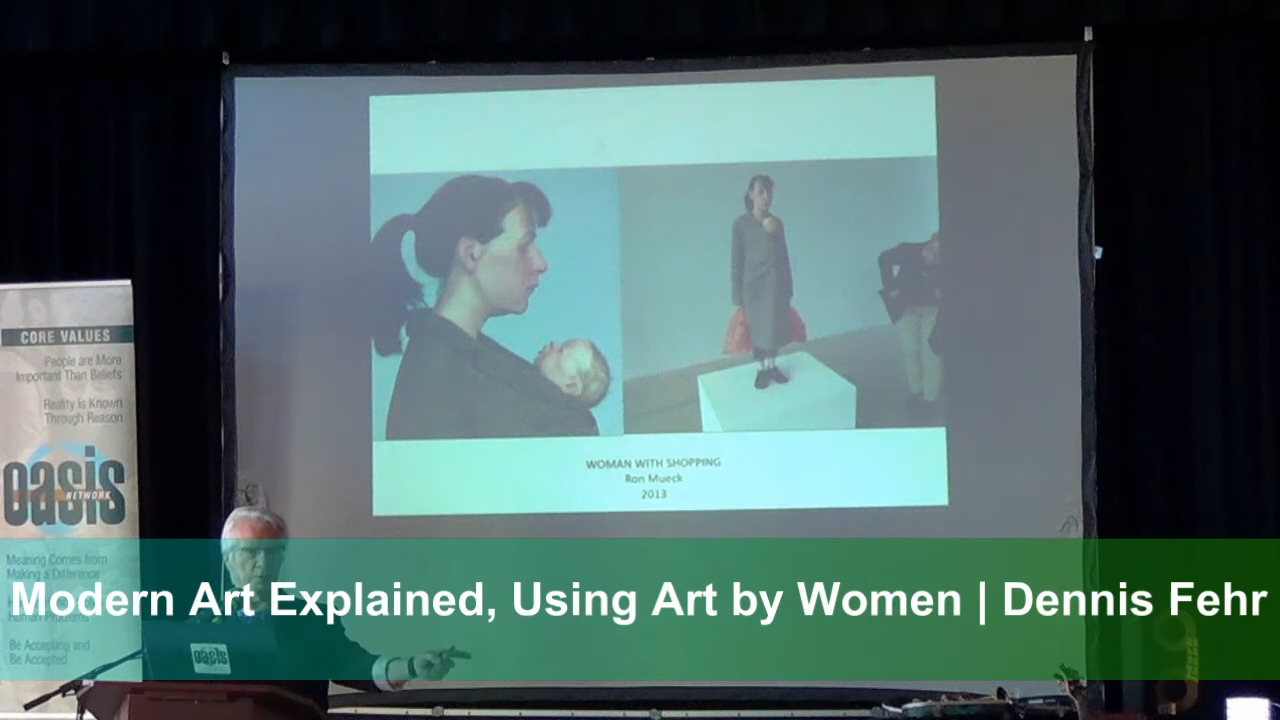 WOMAN WITH SHOPPING
Ron Mueck
2013
CORE VALUES
People are More
Important Than Beliefs
Reality is Known
Through Reason
oasis
NETWORK
Meaning Comes from
Making a Difference
Human Problems
Be Accepting and
Be Accepted
oasis
Modern Art Explained, Using Art by Women | Dennis Fehr